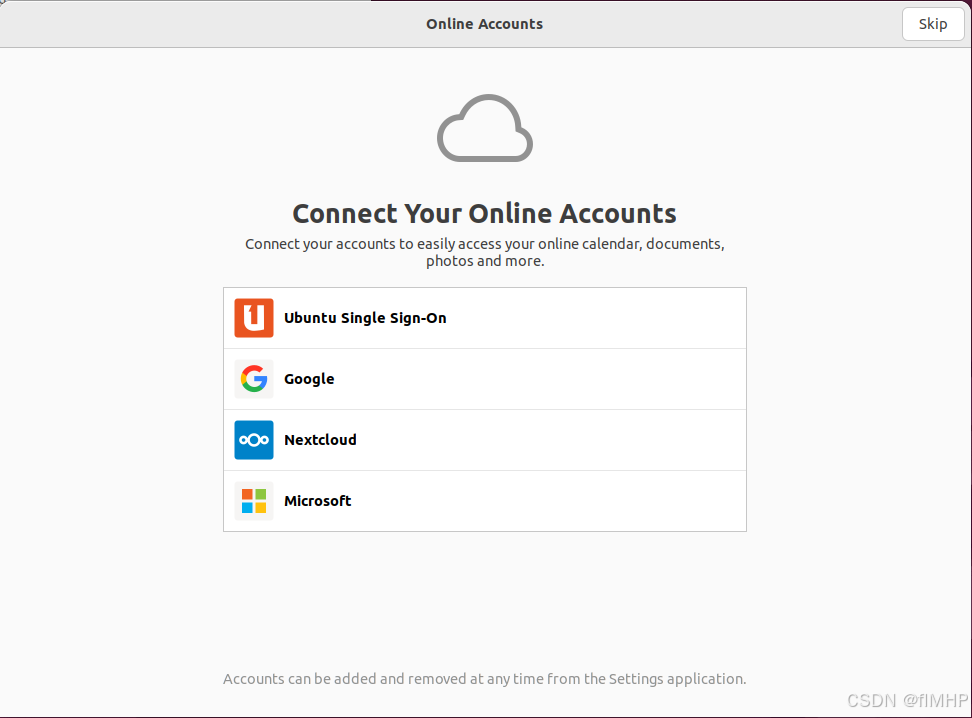 Online Accounts
Skip
Connect Your Online Accounts
Connect your accounts to easily access your online calendar, documents,
photos and more.
Ubuntu Single Sign-On
Google
Nextcloud
Microsoft
Accounts can be added and removed at any time from the Settings application.
CSDN @flMHP